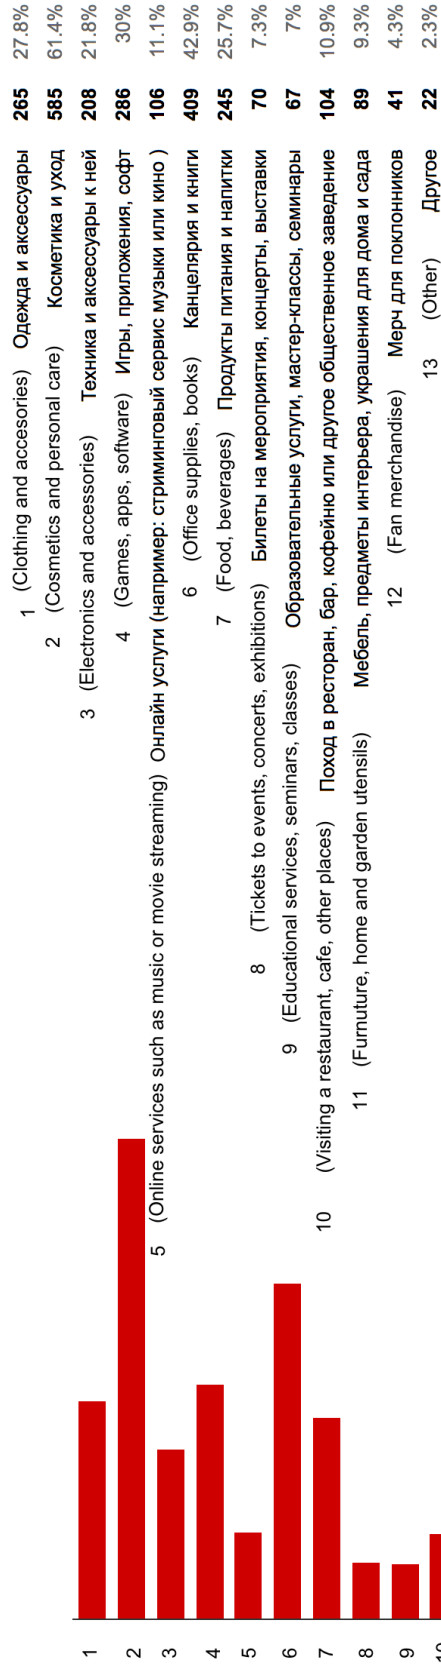 1 (Clothing and accesories) Одежда и аксессуары 265 27.8%
2 (Cosmetics and personal care) Косметика и уход 585 61.4%
3 (Electronics and accessories) Техника и аксессуары к ней 208 21.8%
4 (Games, apps, software) Игры, приложения, софт 286 30%
5 (Online services such as music or movie streaming) Онлайн услуги (например: стриминговый сервис музыки или кино ) 106 11.1%
6 (Office supplies, books) Канцелярия и книги 409 42.9%
7 (Food, beverages) Продукты питания и напитки 245 25.7%
8 (Tickets to events, concerts, exhibitions) Билеты на мероприятия, концерты, выставки 70 7.3%
9 (Educational services, seminars, classes) Образовательные услуги, мастер-классы, семинары 67 7%
10 (Visiting a restaurant, cafe, other places) Поход в ресторан, бар, кофейню или другое общественное заведение 104 10.9%
11 (Furnuture, home and garden utensils) Мебель, предметы интерьера, украшения для дома и сада 89 9.3%
12 (Fan merchandise) Мерч для поклонников 41 4.3%
13 (Other) Другое 22 2.3%
1
2
3
4
5
6
7
8
9